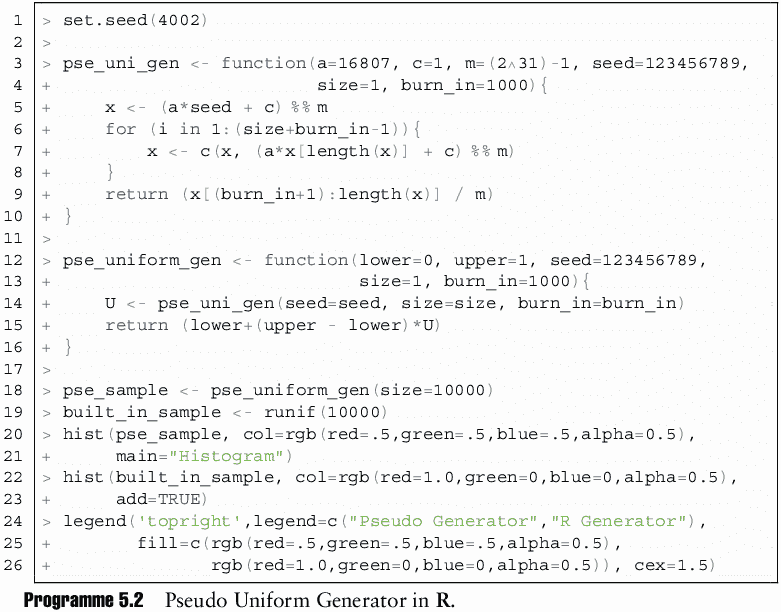 1 > set.seed(4002)
2 >
3 > pse_uni_gen <- function(a=16807, c=1, m=(2^31)-1, seed=123456789,
4 +                         size=1, burn_in=1000){
5 +     x <- (a*seed + c) %% m
6 +     for (i in 1:(size+burn_in-1)){
7 +         x <- c(x, (a*x[length(x)] + c) %% m)
8 +     }
9 +     return (x[(burn_in+1):length(x)] / m)
10 + }
11 >
12 > pse_uniform_gen <- function(lower=0, upper=1, seed=123456789,
13 +                             size=1, burn_in=1000){
14 +     U <- pse_uni_gen(seed=seed, size=size, burn_in=burn_in)
15 +     return (lower+(upper - lower)*U)
16 + }
17 >
18 > pse_sample <- pse_uniform_gen(size=10000)
19 > built_in_sample <- runif(10000)
20 > hist(pse_sample, col=rgb(red=.5,green=.5,blue=.5,alpha=0.5),
21 +      main="Histogram")
22 > hist(built_in_sample, col=rgb(red=1.0,green=0,blue=0,alpha=0.5),
23 +      add=TRUE)
24 > legend('topright',legend=c("Pseudo Generator","R Generator"),
25 +        fill=c(rgb(red=.5,green=.5,blue=.5,alpha=0.5),
26 +               rgb(red=1.0,green=0,blue=0,alpha=0.5)), cex=1.5)
Programme 5.2 Pseudo Uniform Generator in R.